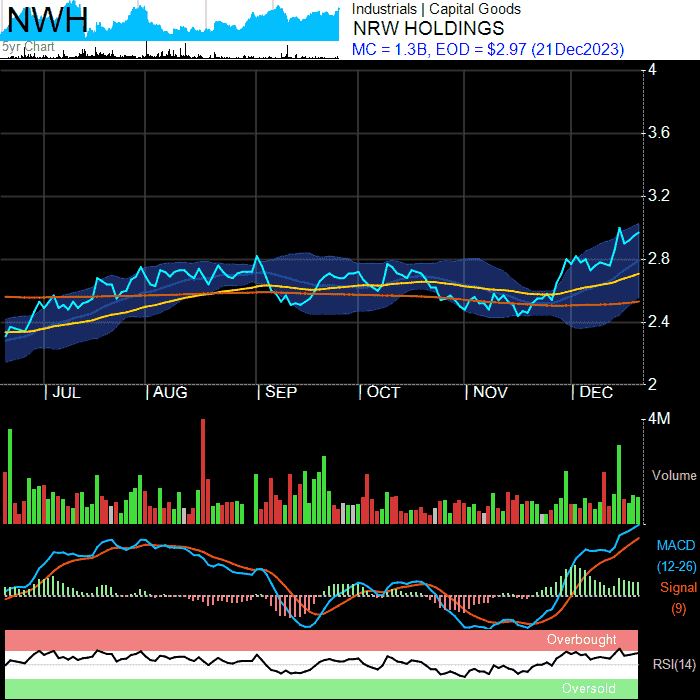 NWH
5yr Chart
Industrials | Capital Goods
NRW HOLDINGS
MC = 1.3B, EOD = $2.97 (21Dec2023)
4
3.6
3.2
2.8
2.4
2
JUL AUG SEP OCT NOV DEC
4M
Volume
MACD
(12-26)
Signal
(9)
Overbought
RSI(14)
Oversold